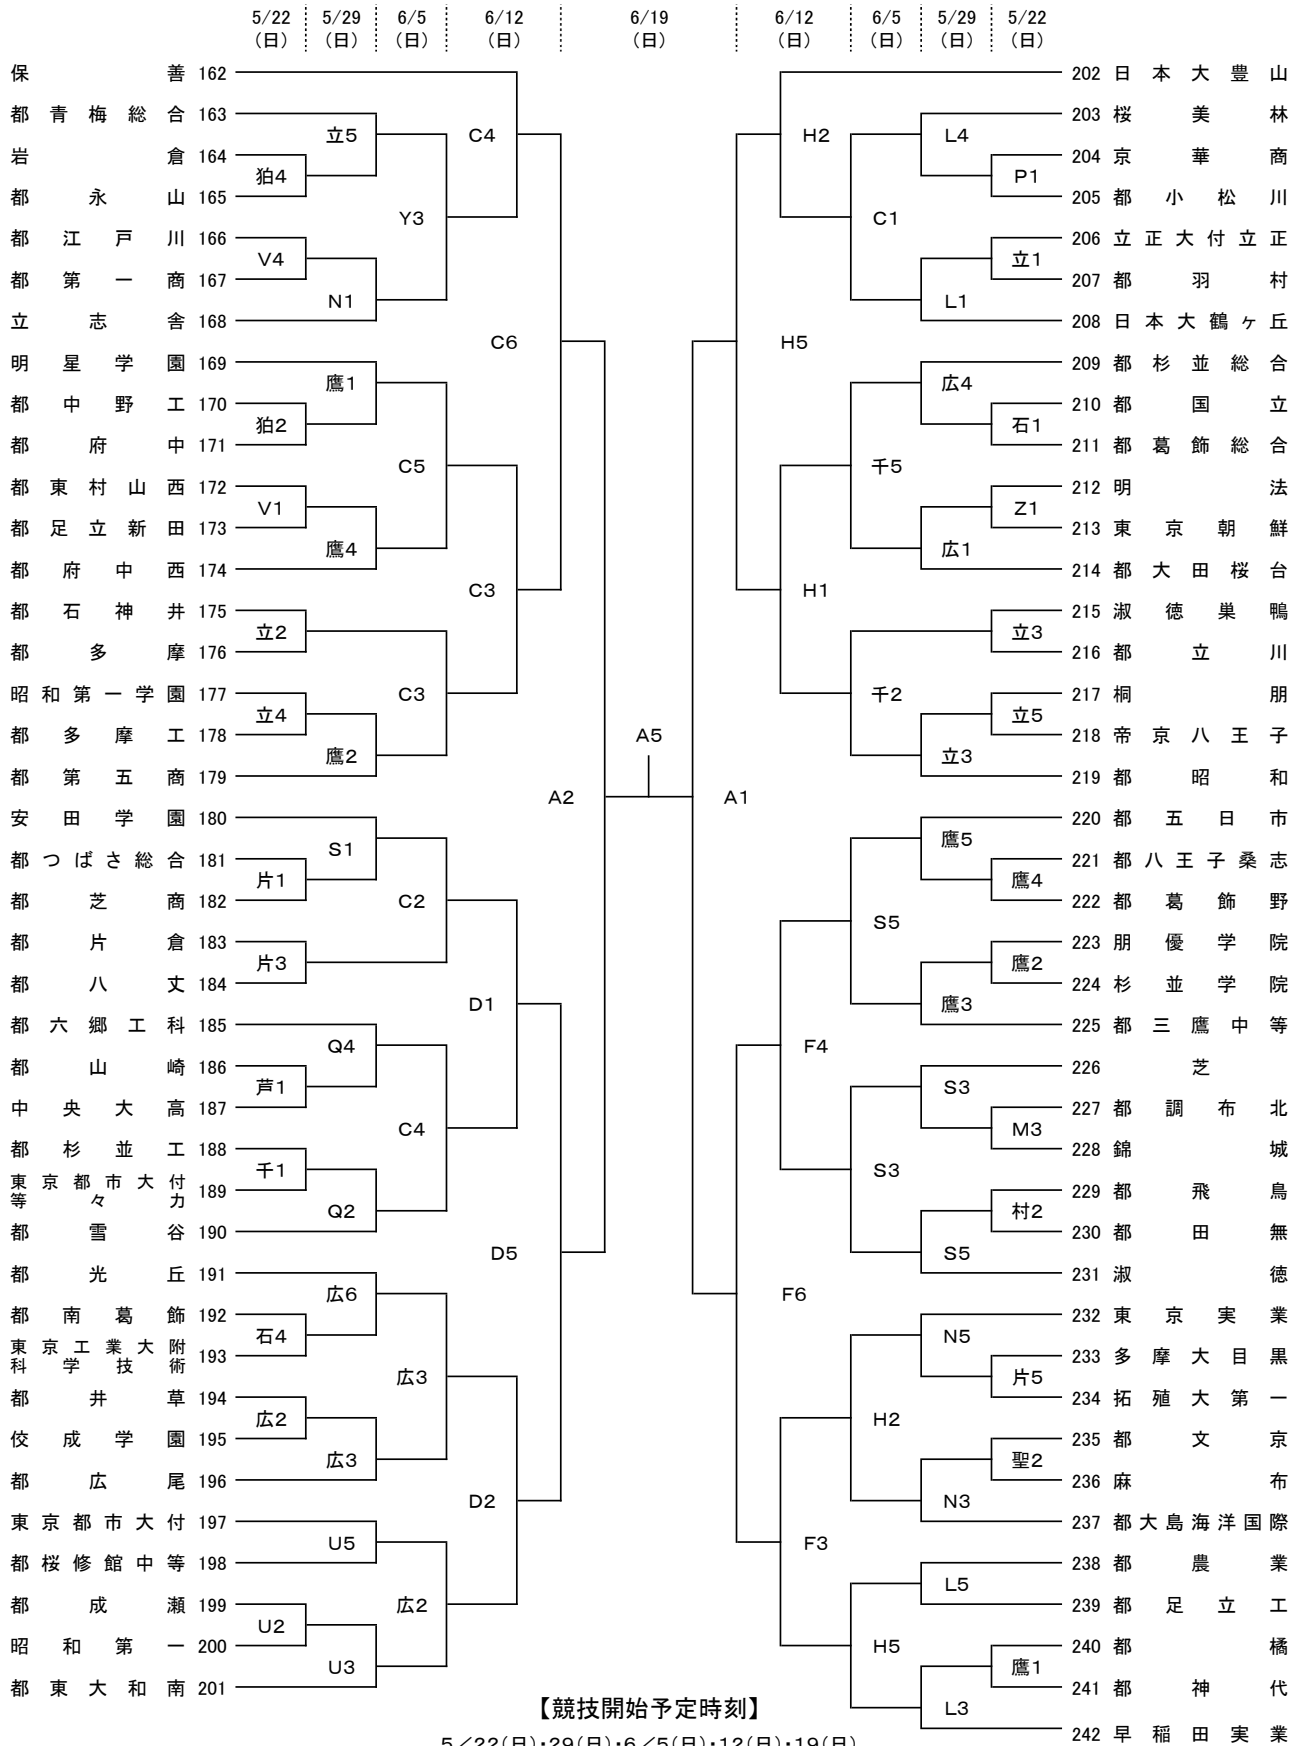 5/22 5/29 6/5 6/12 6/19 6/12 6/5 5/29 5/22
(日) (日) (日) (日) (日) (日) (日) (日) (日)
保善 162
都青梅総合 163
岩倉 164
都永山 165
都江戸川 166
都第一商 167
立志舎 168
明星学園 169
都中野工 170
都府中 171
都東村山西 172
都足立新田 173
都府中西 174
都石神井 175
都多摩 176
昭和第一学園 177
都多摩工 178
都第五商 179
安田学園 180
都つばさ総合 181
都芝商 182
都片倉 183
都八丈 184
都六郷工科 185
都山崎 186
中央大高 187
都杉並工 188
東京都市大付
等々力 189
都雪谷 190
都光丘 191
都南葛飾 192
東京工業大附
科学技術 193
都井草 194
佼成学園 195
都広尾 196
東京都市大付 197
都桜修館中等 198
都成瀬 199
昭和第一 200
都東大和南 201
狛4
V4
狛2
V1
立2
立4
片1
片3
芦1
千1
石4
広2
U2
立5
N1
鷹1
鷹4
鷹2
S1
Q4
Q2
広6
広3
U5
U3
Y3
C5
C3
C2
C4
広3
広2
C4
C3
D1
D2
C6
D5
A2
A5
A1
H5
F6
H2
H1
F4
F3
C1
千5
千2
S5
S3
H2
H5
L4
L1
広4
広1
立3
鷹5
鷹3
S3
S5
N5
N3
L5
L3
P1
立1
石1
Z1
立3
立5
鷹4
鷹2
M3
村2
片5
聖2
鷹1
202 日本大豊山
203 桜美林
204 京華商
205 都小松川
206 立正大付立正
207 都羽村
208 日本大鶴ヶ丘
209 都杉並総合
210 都国立
211 都葛飾総合
212 明法
213 東京朝鮮
214 都大田桜台
215 淑徳巣鴨
216 都立川
217 桐朋
218 帝京八王子
219 都昭和
220 都五日市
221 都八王子桑志
222 都葛飾野
223 朋優学院
224 杉並学院
225 都三鷹中等
226 芝
227 都調布北
228 錦城
229 都飛鳥
230 都田無
231 淑徳
232 東京実業
233 多摩大目黒
234 拓殖大第一
235 都文京
236 麻布
237 都大島海洋国際
238 都農業
239 都足立工
240 都橘
241 都神代
242 早稲田実業
【競技開始予定時刻】
5/22(日)・29(日)・6/5(日)・12(日)・19(日)